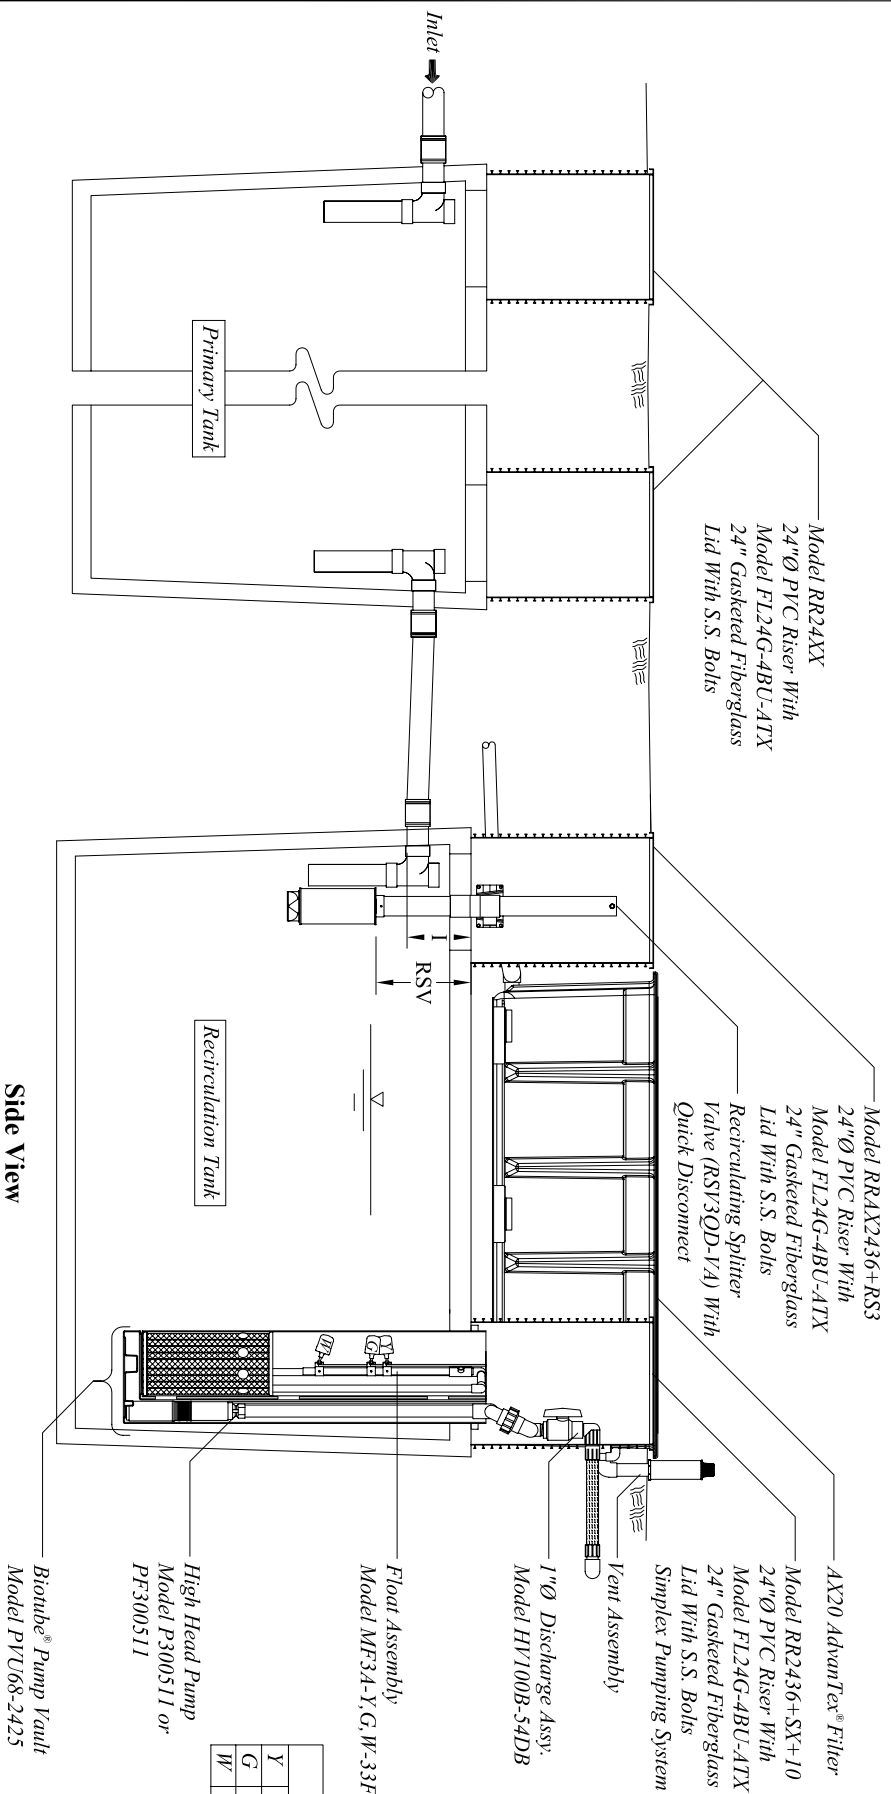 Inlet
Primary Tank
Model RR24XX
24"Ø PVC Riser With
Model FL24G-4BU-ATX
24" Gasketed Fiberglass
Lid With S.S. Bolts
Model RRAX2436+RS3
24"Ø PVC Riser With
Model FL24G-4BU-ATX
24" Gasketed Fiberglass
Lid With S.S. Bolts
Recirculating Splitter
Valve (RSV3QD-VA) With
Quick Disconnect
I
RSV
Recirculation Tank
Side View
AX20 AdvanTex® Filter
Model RR2436+SX+10
24"Ø PVC Riser With
Model FL24G-4BU-ATX
24" Gasketed Fiberglass
Lid With S.S. Bolts
Simplex Pumping System
Vent Assembly
1"Ø Discharge Assy.
Model HV100B-54DB
Float Assembly
Model MF3A-Y,G,W-33F
Y
G
W
High Head Pump
Model P300511 or
PF300511
Biotube® Pump Vault
Model PVU68-2425
Y
G
W